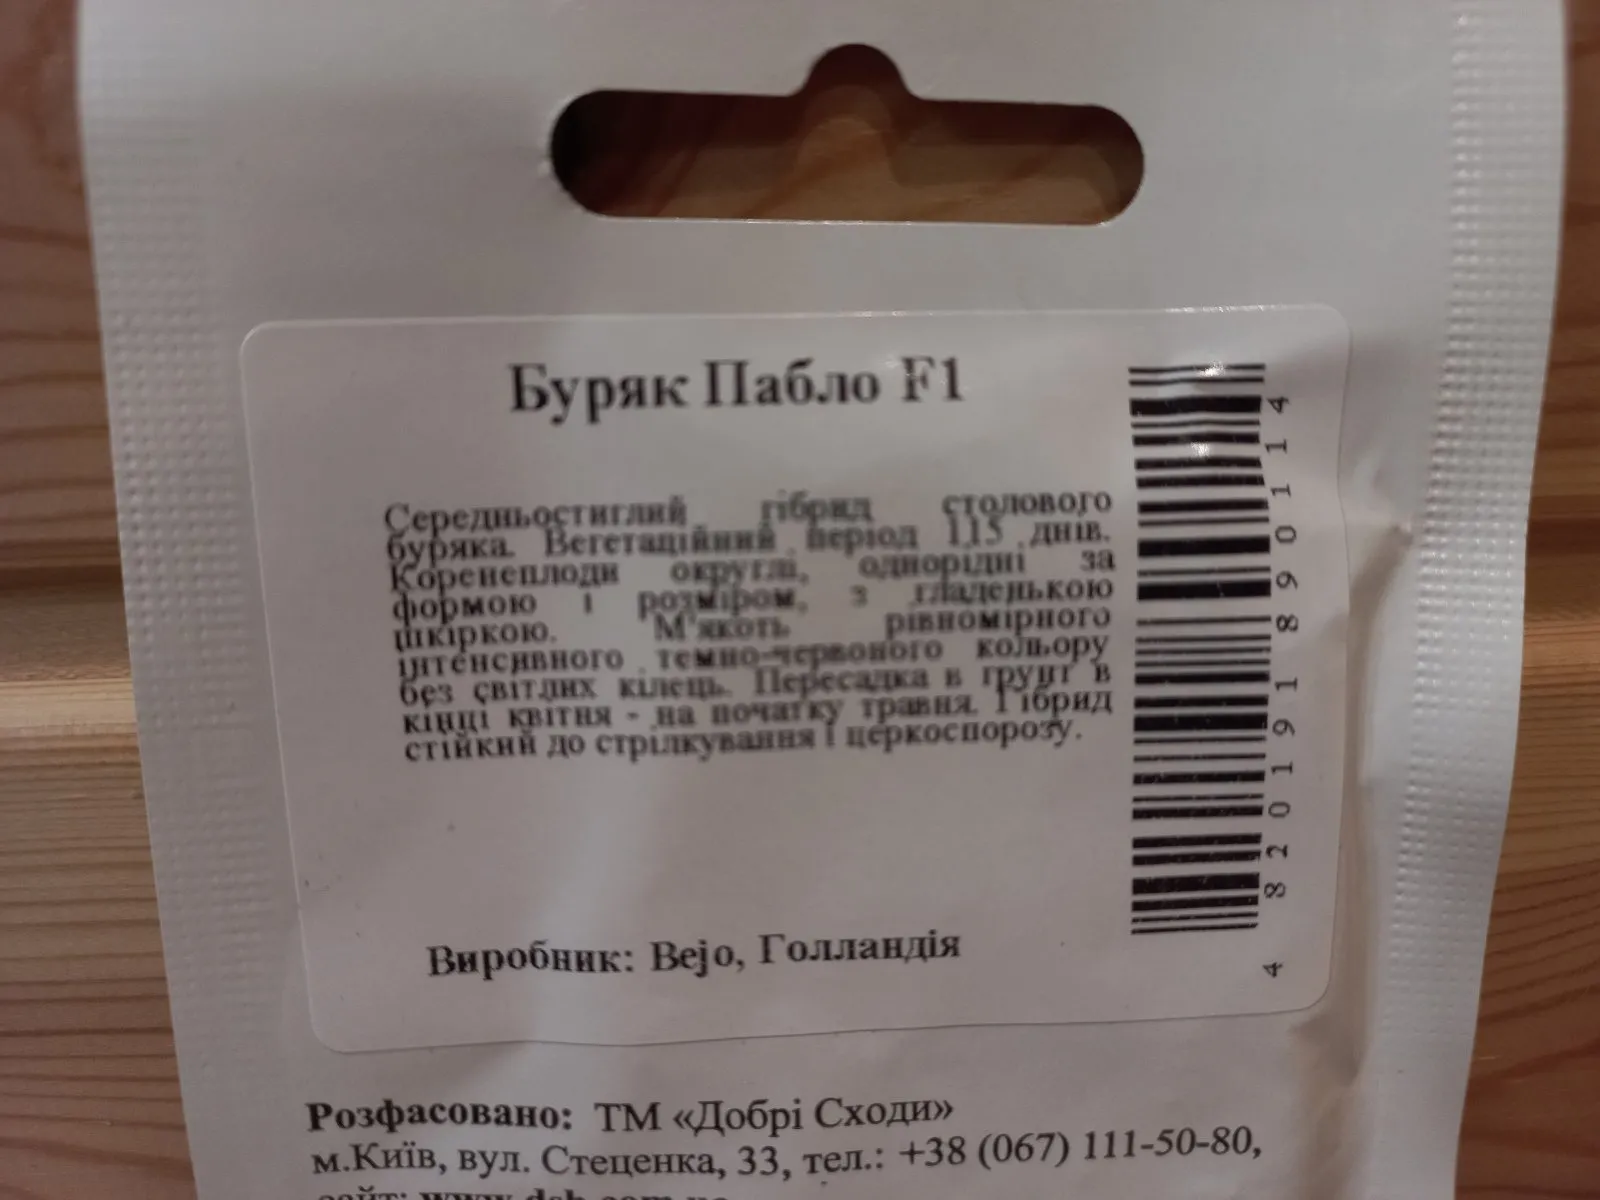 Буряк Пабло F1
Середньостиглий гібрид столового
буряка. Вегетаційний період 115 днів.
Коренеплоди округлі, однорідні за
формою і розміром, з гладенькою
шкіркою. М'якоть рівномірного
інтенсивного темно-червоного кольору
без світлих кілець. Пересадка в грунт в
кінці квітня - на початку травня. Гібрид
стійкий до стрілкування і церкоспорозу.
Виробник: Bejo, Голландія
4 820191 890114
Розфасовано: ТМ «Добрі Сходи»
м.Київ, вул. Стеценка, 33, тел.: +38 (067) 111-50-80,
сайт: